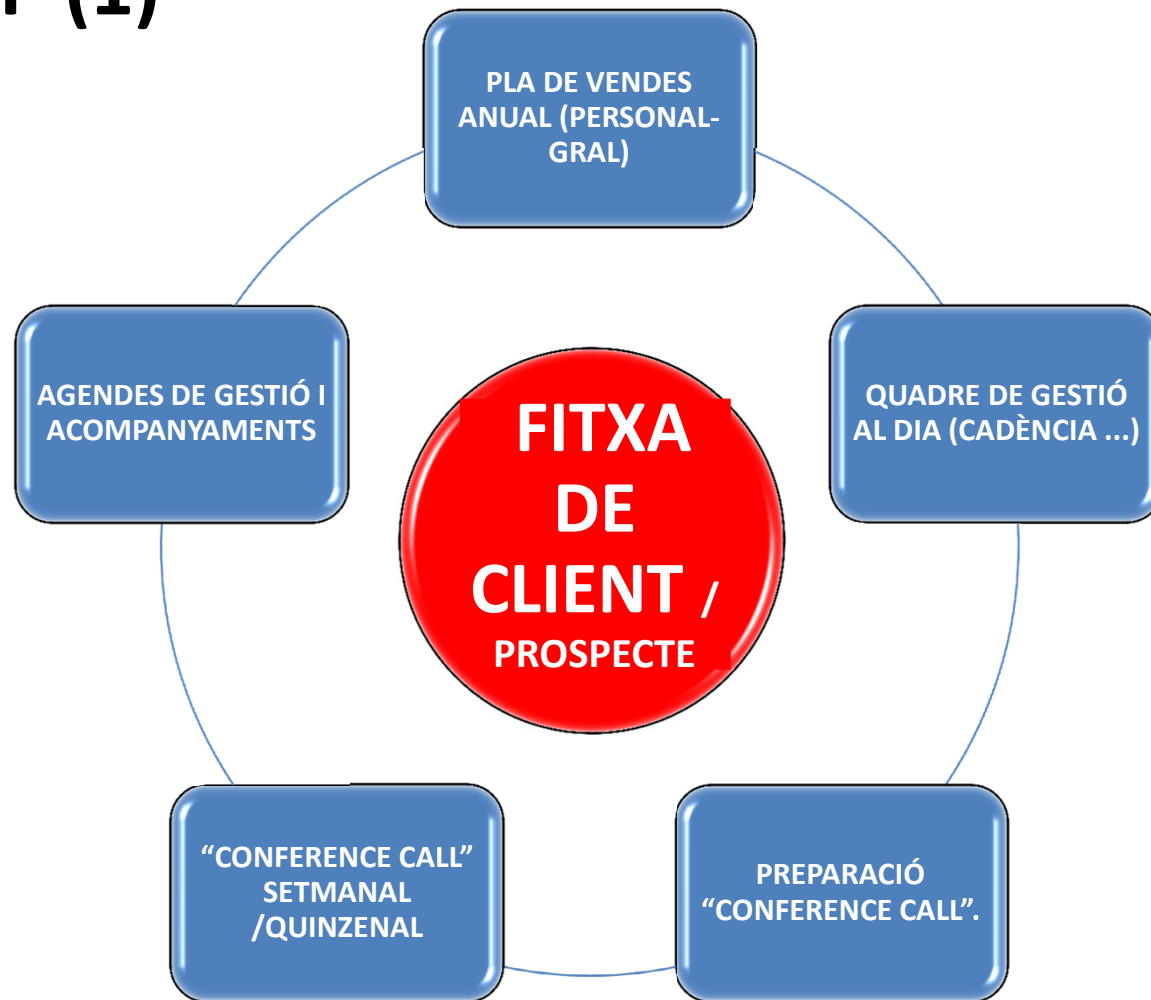 (1)
PLA DE VENDES
ANUAL (PERSONAL-
GRAL)
AGENDES DE GESTIÓ I
ACOMPANYAMENTS
QUADRE DE GESTIÓ
AL DIA (CADÈNCIA ...)
FITXA
DE
CLIENT /
PROSPECTE
“CONFERENCE CALL”
SETMANAL
/QUINZENAL
PREPARACIÓ
“CONFERENCE CALL”.